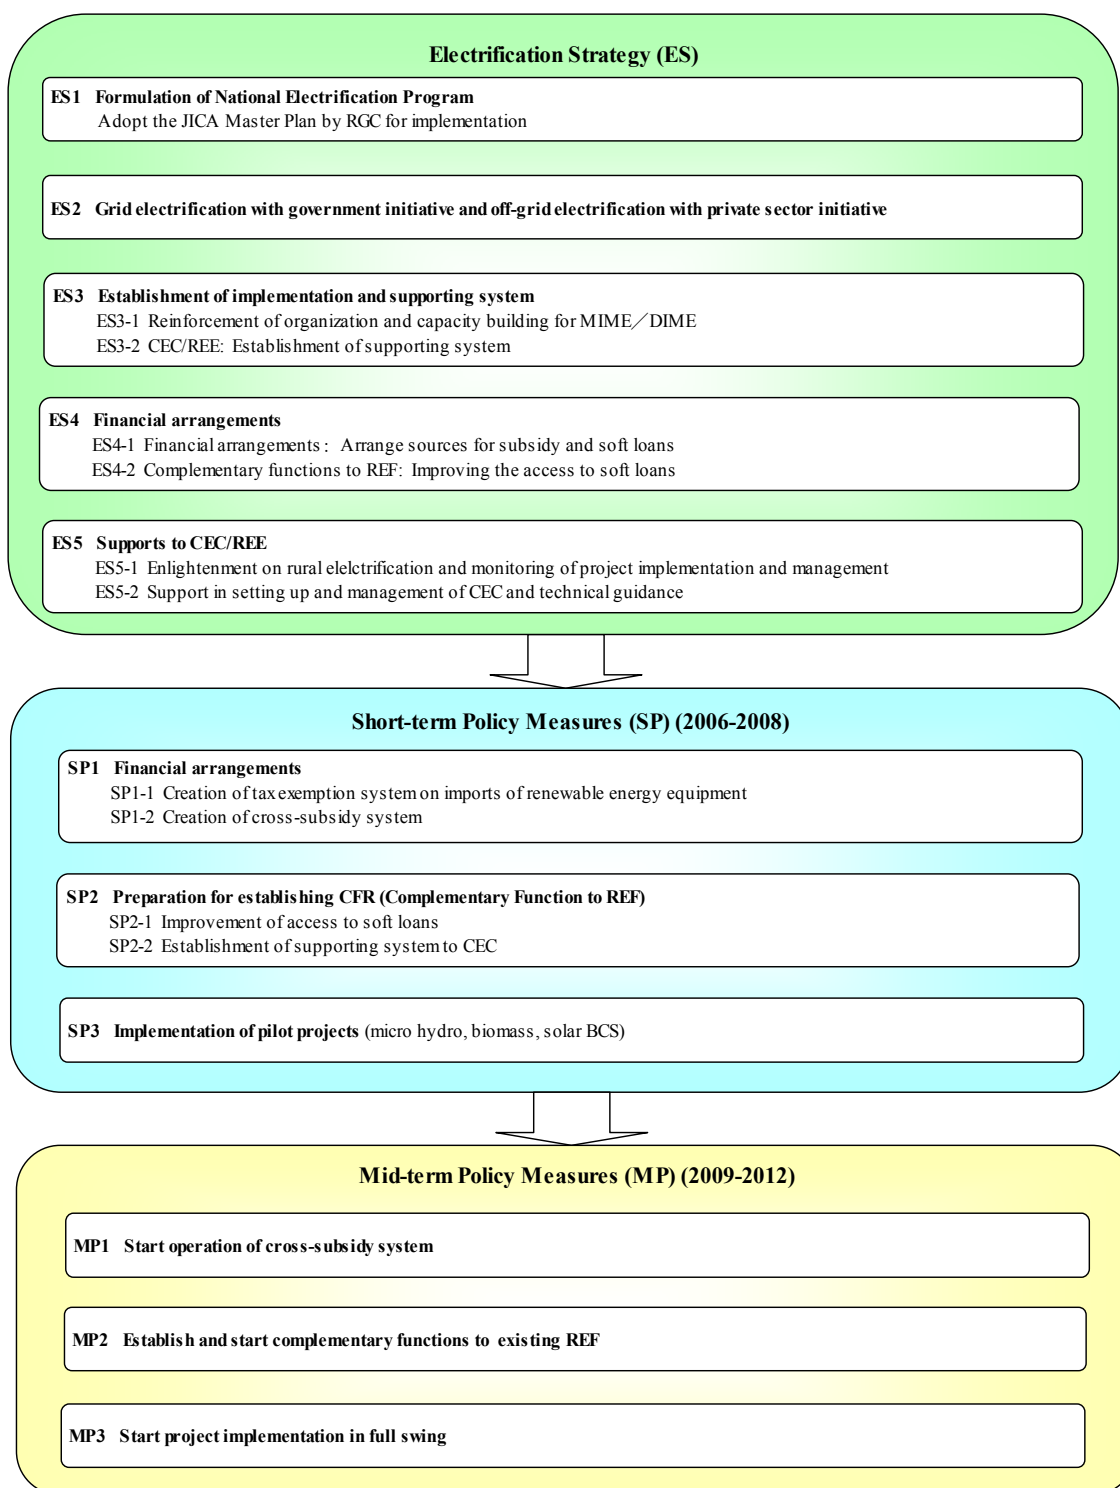 Electrification Strategy (ES)
ES1 Formulation of National Electrification Program
Adopt the JICA Master Plan by RGC for implementation
ES2 Grid electrification with government initiative and off-grid electrification with private sector initiative
ES3 Establishment of implementation and supporting system
ES3-1 Reinforcement of organization and capacity building for MIME／DIME
ES3-2 CEC/REE: Establishment of supporting system
ES4 Financial arrangements
ES4-1 Financial arrangements： Arrange sources for subsidy and soft loans
ES4-2 Complementary functions to REF: Improving the access to soft loans
ES5 Supports to CEC/REE
ES5-1 Enlightenment on rural elelctrification and monitoring of project implementation and management
ES5-2 Support in setting up and management of CEC and technical guidance
Short-term Policy Measures (SP) (2006-2008)
SP1 Financial arrangements
SP1-1 Creation of tax exemption system on imports of renewable energy equipment
SP1-2 Creation of cross-subsidy system
SP2 Preparation for establishing CFR (Complementary Function to REF)
SP2-1 Improvement of access to soft loans
SP2-2 Establishment of supporting system to CEC
SP3 Implementation of pilot projects (micro hydro, biomass, solar BCS)
Mid-term Policy Measures (MP) (2009-2012)
MP1 Start operation of cross-subsidy system
MP2 Establish and start complementary functions to existing REF
MP3 Start project implementation in full swing